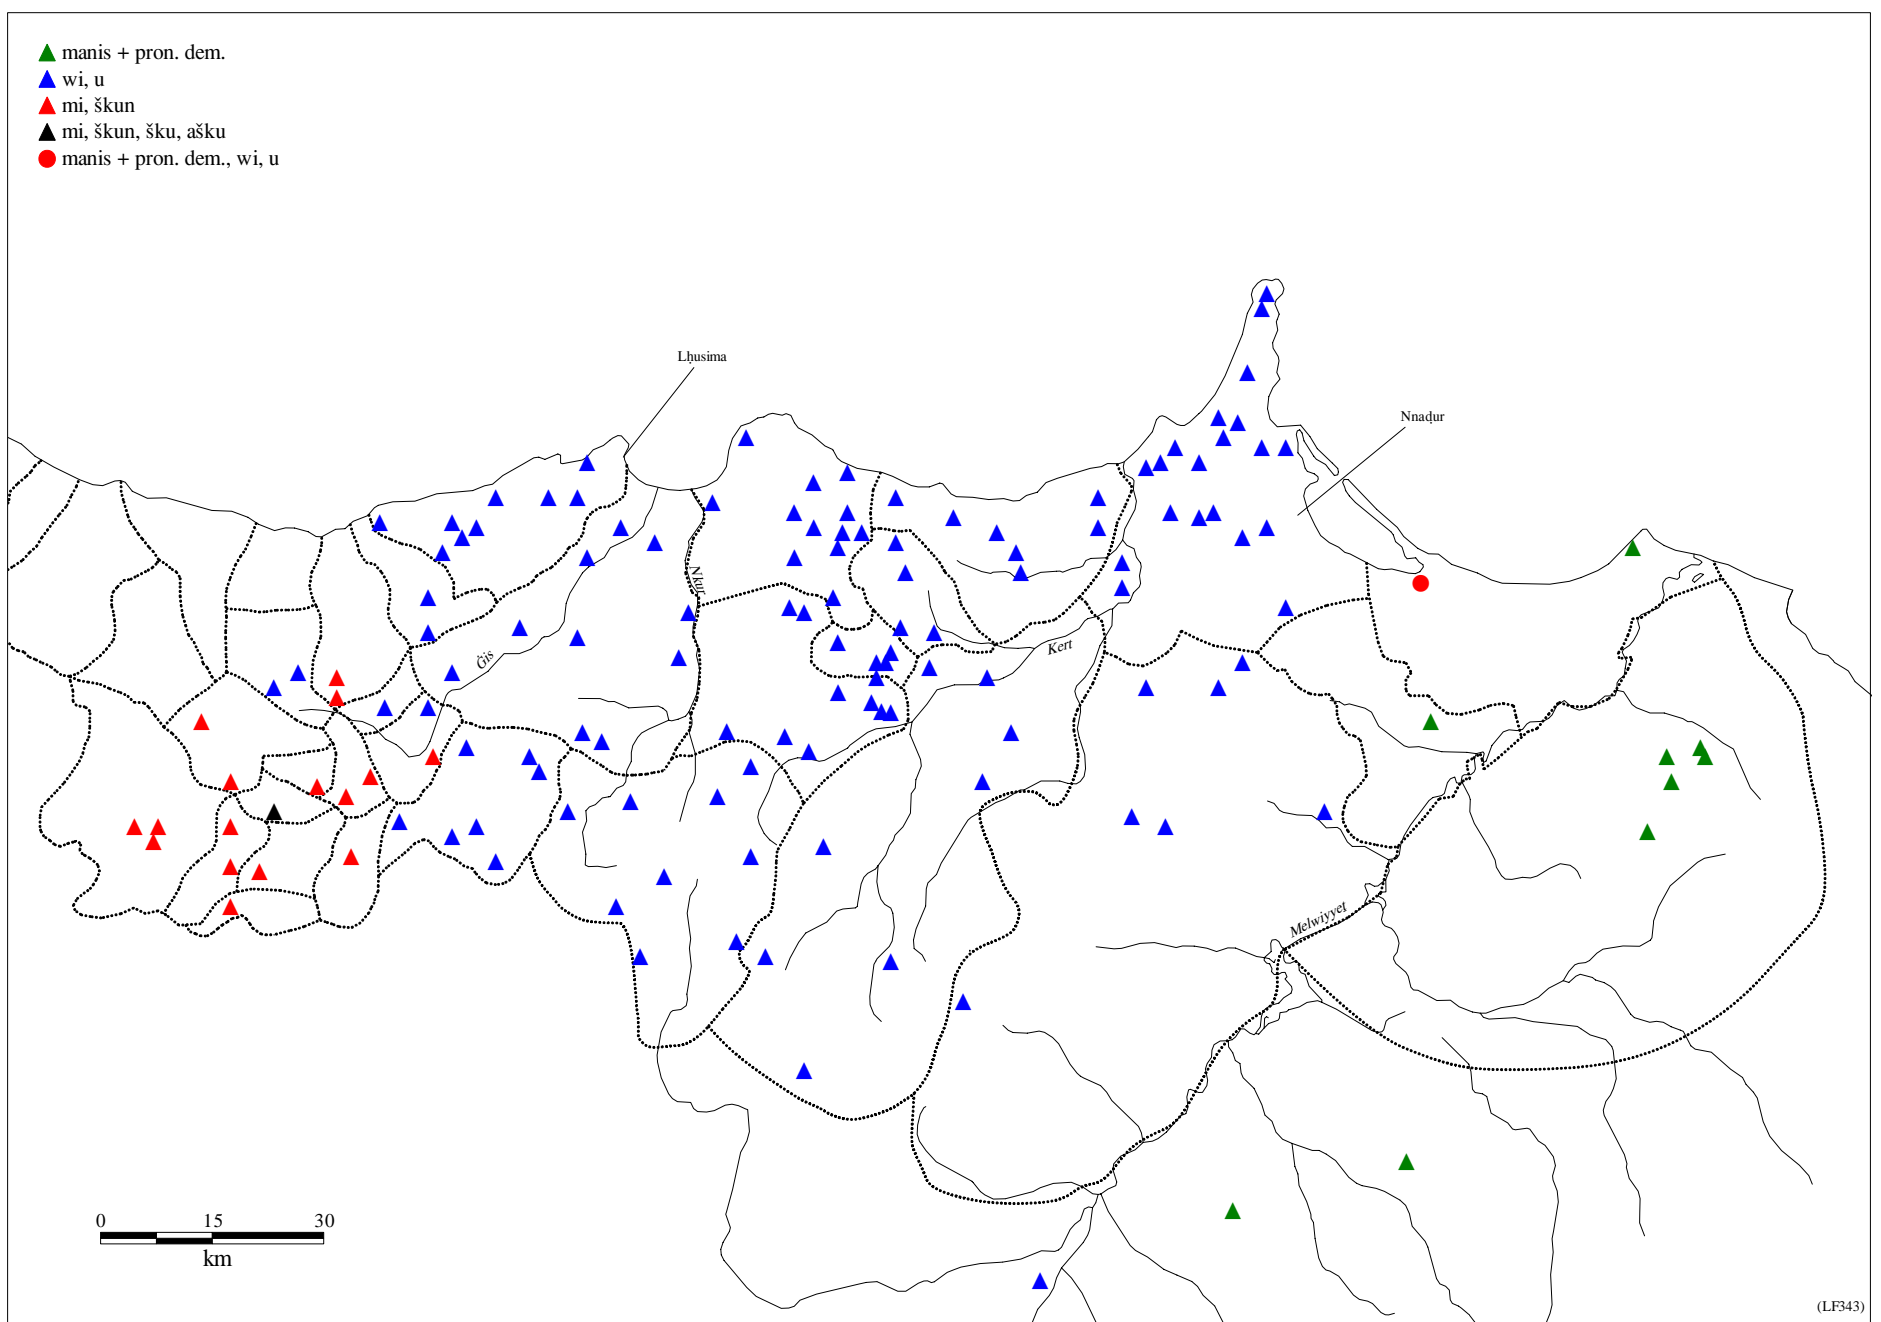 manis + pron. dem.
wi, u
mi, škun
mi, škun, šku, ašku
manis + pron. dem., wi, u
Lḥusima
Nnaḍur
Nkur
Kert
Ġis
Melwiyyet
0 15 30
km
(LF343)